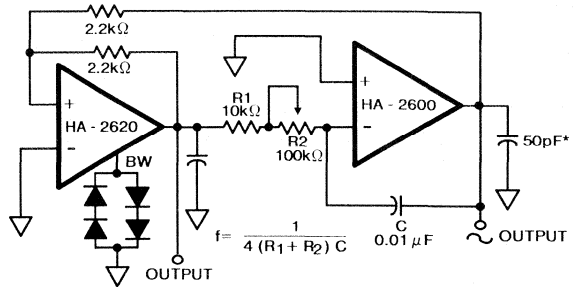 2.2kΩ
2.2kΩ
+
HA - 2620
−
BW
R1
10kΩ
R2
100kΩ
+
HA - 2600
−
50pF*
C
0.01 μF
OUTPUT
OUTPUT
f= 1 / 4 (R1 + R2) C